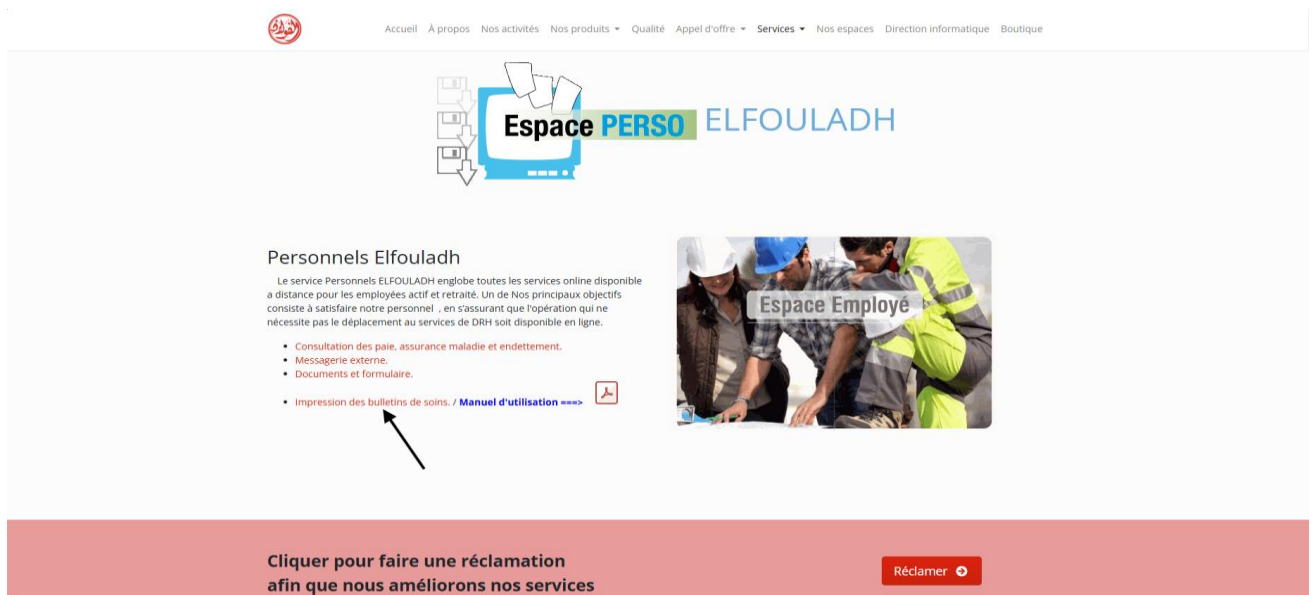 الفولاذ
Accueil À propos Nos activités Nos produits Qualité Appel d'offre Services Nos espaces Direction informatique Boutique
Espace PERSO ELFOULADH
Personnels Elfouladh
Le service Personnels ELFOULADH englobe toutes les services online disponible
a distance pour les employées actif et retraité. Un de Nos principaux objectifs
consiste à satisfaire notre personnel , en s'assurant que l'opération qui ne
nécessite pas le déplacement au services de DRH soit disponible en ligne.
Espace Employé
• Consultation des paie, assurance maladie et endettement.
• Messagerie externe.
• Documents et formulaire.
• Impression des bulletins de soins. / Manuel d'utilisation ===>
Cliquer pour faire une réclamation
afin que nous améliorons nos services
Réclamer